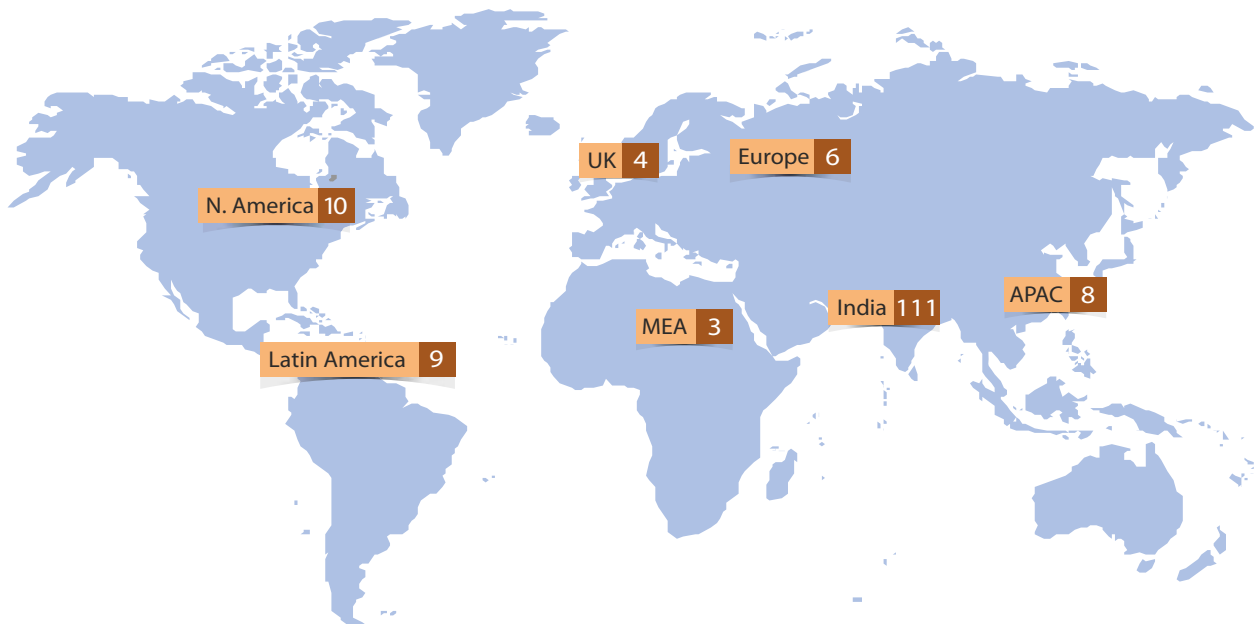 UK 4
Europe 6
N. America 10
India 111
APAC 8
MEA 3
Latin America 9